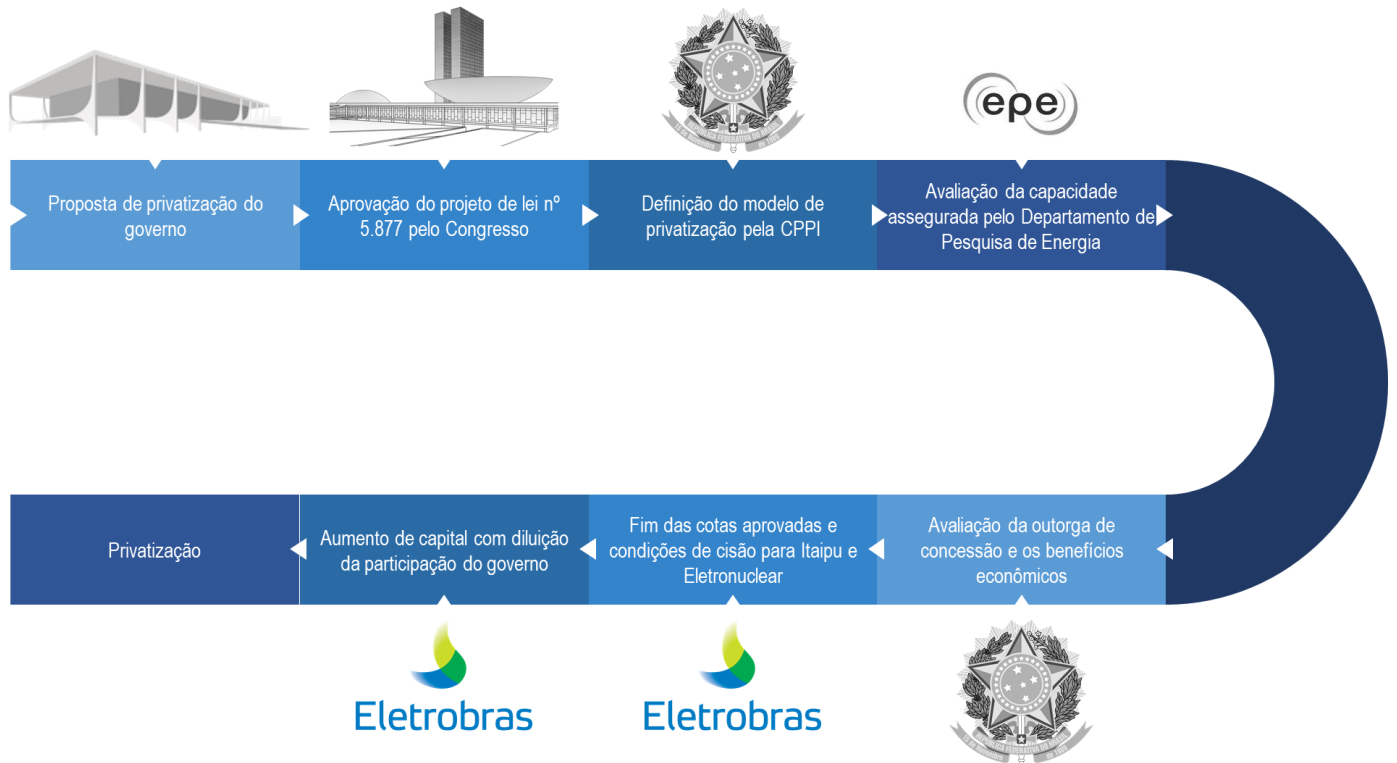 epe
Proposta de privatização do
governo
Aprovação do projeto de lei nº
5.877 pelo Congresso
Definição do modelo de
privatização pela CPPI
Avaliação da capacidade
assegurada pelo Departamento de
Pesquisa de Energia
Avaliação da outorga de
concessão e os benefícios
econômicos
Fim das cotas aprovadas e
condições de cisão para Itaipu e
Eletronuclear
Aumento de capital com diluição
da participação do governo
Privatização
Eletrobras
Eletrobras